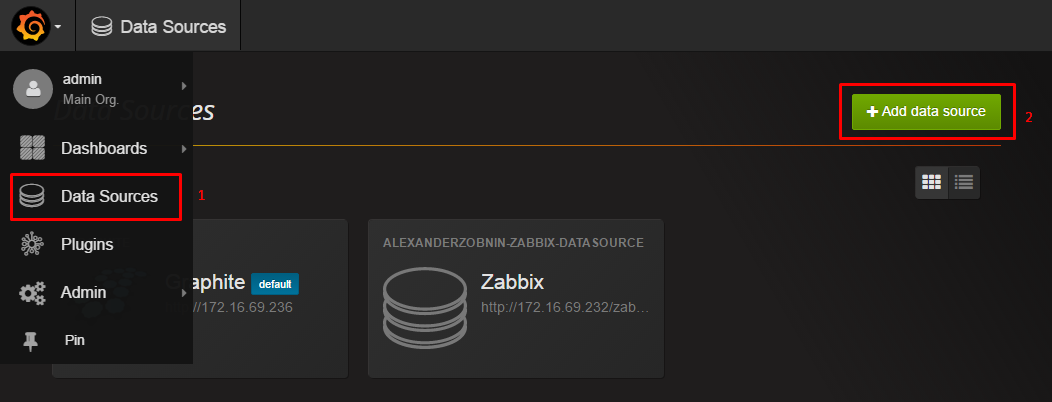 Data Sources
admin
Main Org.
Data Sources
+ Add data source
2
Dashboards
Data Sources
1
Plugins
ALEXANDERZOBNIN-ZABBIX-DATASOURCE
Graphite default
Zabbix
//172.16.69.236
http://172.16.69.232/zab...
Admin
Pin